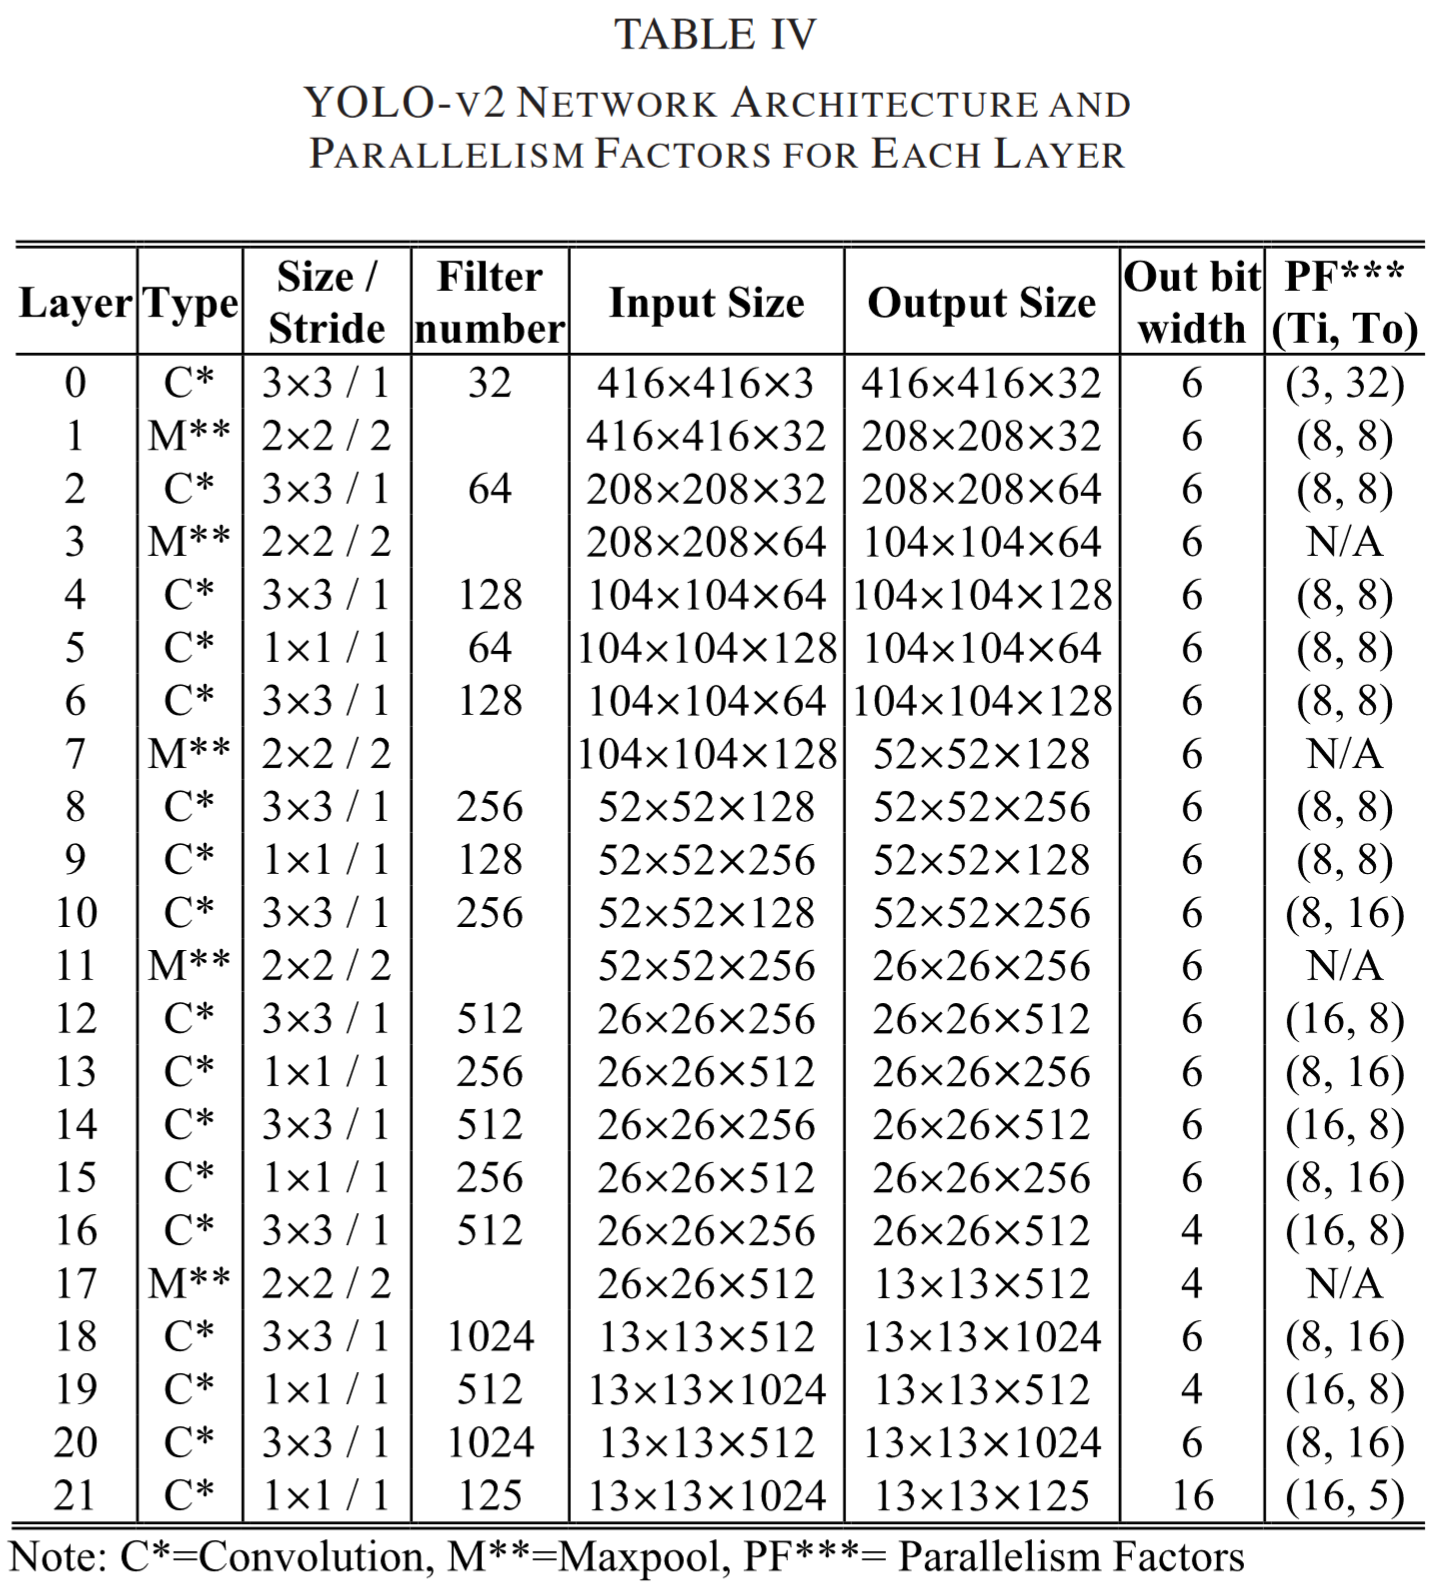 TABLE IV
YOLO-V2 NETWORK ARCHITECTURE AND
PARALLELISM FACTORS FOR EACH LAYER
Layer Type Size / Stride Filter number Input Size Output Size Out bit width PF*** (Ti, To)
0 C* 3×3 / 1 32 416×416×3 416×416×32 6 (3, 32)
1 M** 2×2 / 2 416×416×32 208×208×32 6 (8, 8)
2 C* 3×3 / 1 64 208×208×32 208×208×64 6 (8, 8)
3 M** 2×2 / 2 208×208×64 104×104×64 6 N/A
4 C* 3×3 / 1 128 104×104×64 104×104×128 6 (8, 8)
5 C* 1×1 / 1 64 104×104×128 104×104×64 6 (8, 8)
6 C* 3×3 / 1 128 104×104×64 104×104×128 6 (8, 8)
7 M** 2×2 / 2 104×104×128 52×52×128 6 N/A
8 C* 3×3 / 1 256 52×52×128 52×52×256 6 (8, 8)
9 C* 1×1 / 1 128 52×52×256 52×52×128 6 (8, 8)
10 C* 3×3 / 1 256 52×52×128 52×52×256 6 (8, 16)
11 M** 2×2 / 2 52×52×256 26×26×256 6 N/A
12 C* 3×3 / 1 512 26×26×256 26×26×512 6 (16, 8)
13 C* 1×1 / 1 256 26×26×512 26×26×256 6 (8, 16)
14 C* 3×3 / 1 512 26×26×256 26×26×512 6 (16, 8)
15 C* 1×1 / 1 256 26×26×512 26×26×256 6 (8, 16)
16 C* 3×3 / 1 512 26×26×256 26×26×512 4 (16, 8)
17 M** 2×2 / 2 26×26×512 13×13×512 4 N/A
18 C* 3×3 / 1 1024 13×13×512 13×13×1024 6 (8, 16)
19 C* 1×1 / 1 512 13×13×1024 13×13×512 4 (16, 8)
20 C* 3×3 / 1 1024 13×13×512 13×13×1024 6 (8, 16)
21 C* 1×1 / 1 125 13×13×1024 13×13×125 16 (16, 5)
Note: C*=Convolution, M**=Maxpool, PF***= Parallelism Factors